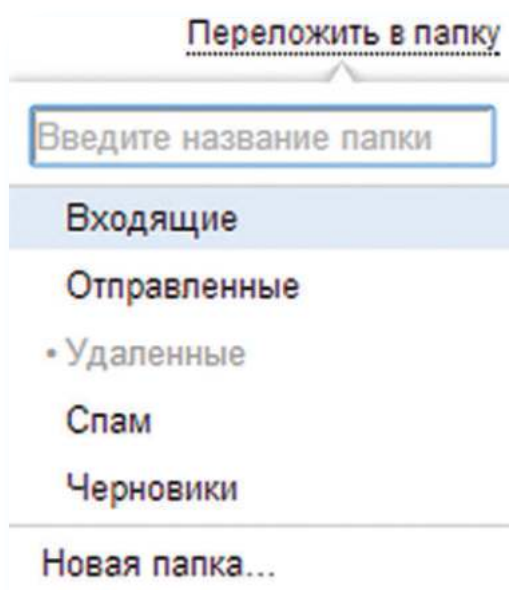 Переложить в папку
Введите название папки
Входящие
Отправленные
• Удаленные
Спам
Черновики
Новая папка...